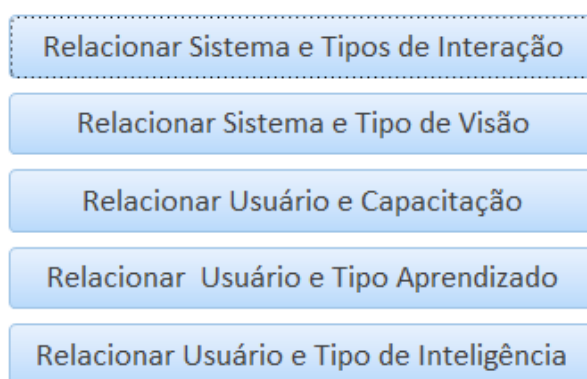 Relacionar Sistema e Tipos de Interação
Relacionar Sistema e Tipo de Visão
Relacionar Usuário e Capacitação
Relacionar  Usuário e Tipo Aprendizado
Relacionar Usuário e Tipo de Inteligência